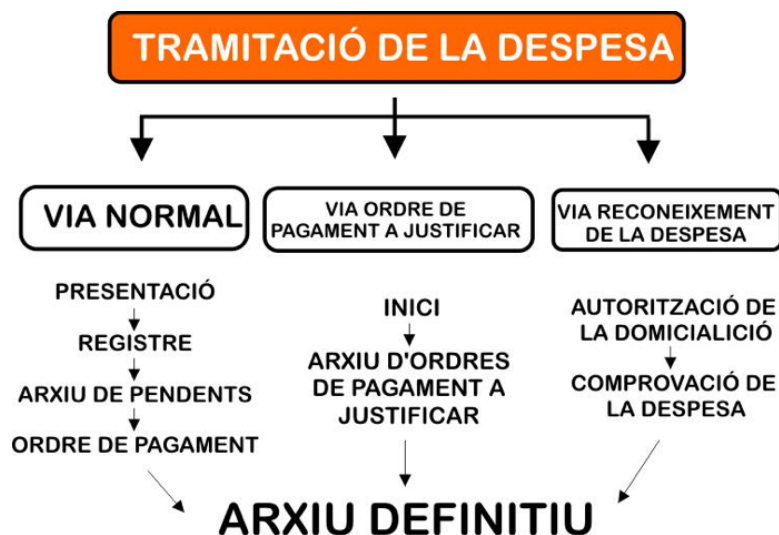 TRAMITACIÓ DE LA DESPESA
VIA NORMAL
PRESENTACIÓ
REGISTRE
ARXIU DE PENDENTS
ORDRE DE PAGAMENT
VIA ORDRE DE
PAGAMENT A JUSTIFICAR
INICI
ARXIU D'ORDRES
DE PAGAMENT A
JUSTIFICAR
VIA RECONEIXEMENT
DE LA DESPESA
AUTORITZACIÓ DE
LA DOMICIALICIÓ
COMPROVACIÓ DE
LA DESPESA
ARXIU DEFINITIU